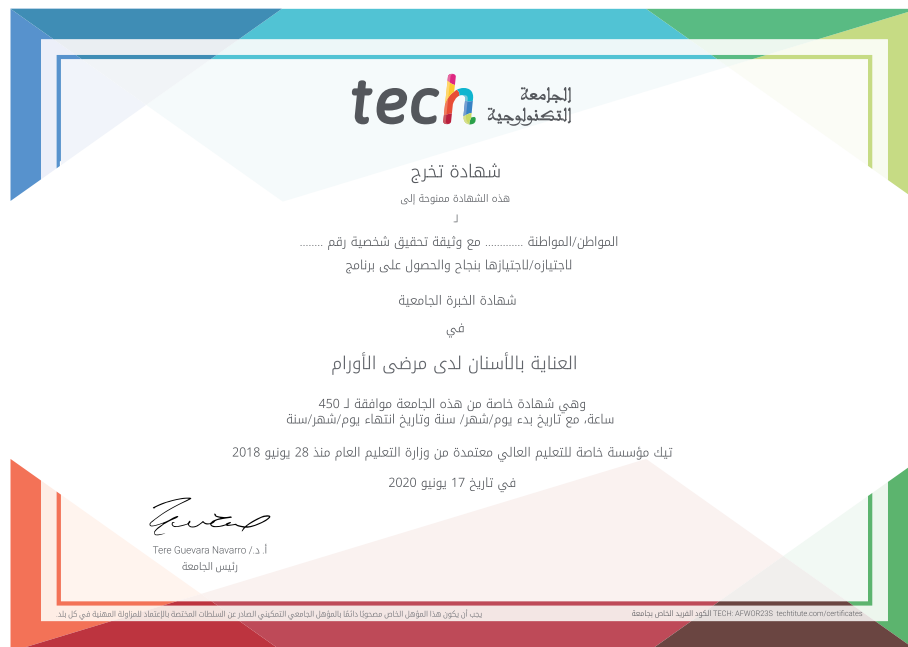 tech الجامعة
التكنولوجية
شهادة تخرج
هذه الشهادة ممنوحة إلى
لـ
المواطن/المواطنة ............. مع وثيقة تحقيق شخصية رقم ........
لاجتيازه/لاجتيازها بنجاح والحصول على برنامج
شهادة الخبرة الجامعية
في
العناية بالأسنان لدى مرضى الأورام
وهي شهادة خاصة من هذه الجامعة موافقة لـ 450
ساعة، مع تاريخ بدء يوم/شهر/ سنة وتاريخ انتهاء يوم/شهر/سنة
تيك مؤسسة خاصة للتعليم العالي معتمدة من وزارة التعليم العام منذ 28 يونيو 2018
في تاريخ 17 يونيو 2020
أ. د./ Tere Guevara Navarro
رئيس الجامعة
الكود الفريد الخاص بجامعة TECH: AFWOR23S techtitute.com/certificates
يجب أن يكون هذا المؤهل الخاص مصحوبًا دائمًا بالمؤهل الجامعي التمكيني الصادر عن السلطات المختصة بالإعتماد للمزاولة المهنية في كل بلد.